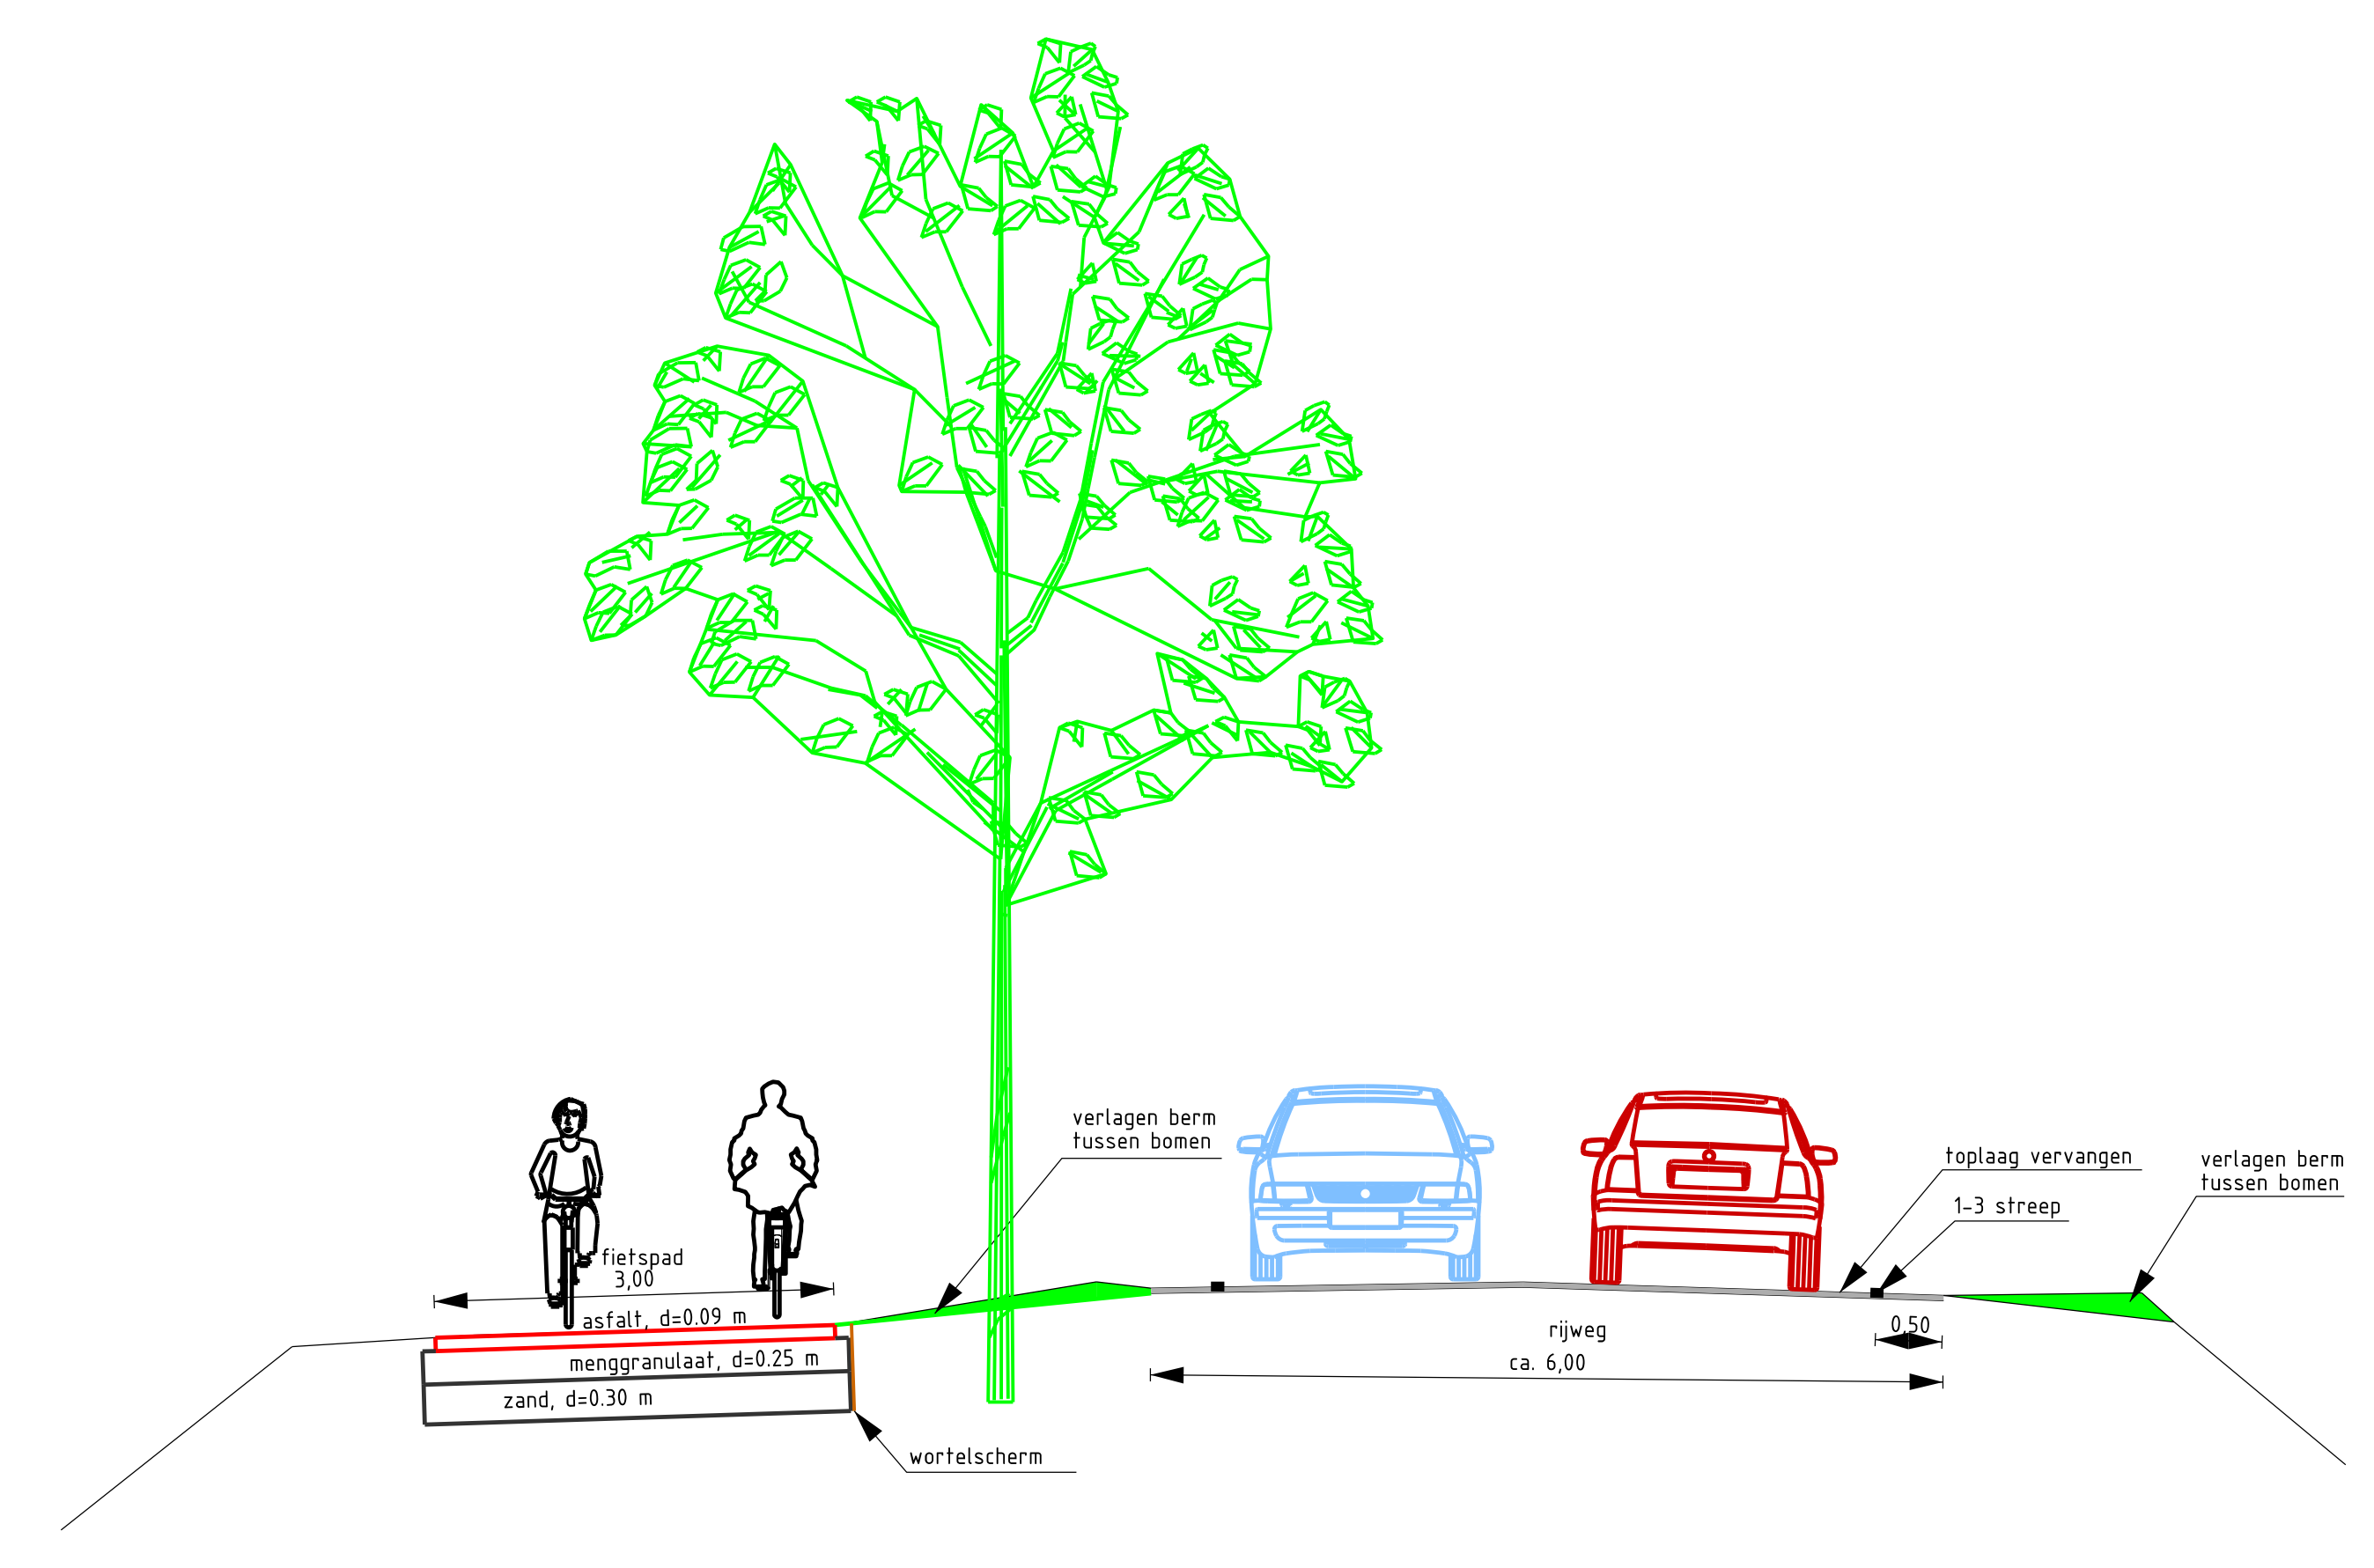 verlagen berm
tussen bomen
toplaag vervangen
1-3 streep
verlagen berm
tussen bomen
fietspad
3,00
asfalt, d=0.09 m
menggranulaat, d=0.25 m
zand, d=0.30 m
wortelscherm
rijweg
ca. 6,00
0,50